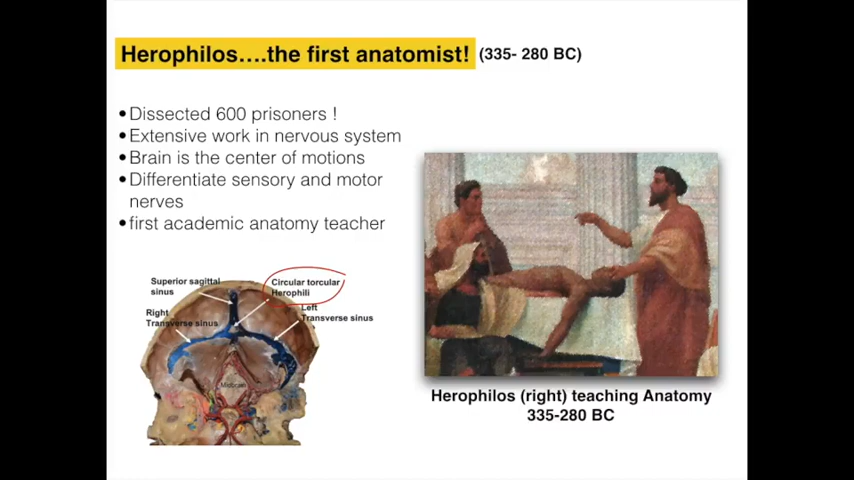 Herophilos....the first anatomist! (335- 280 BC)
•Dissected 600 prisoners !
•Extensive work in nervous system
•Brain is the center of motions
•Differentiate sensory and motor
nerves
•first academic anatomy teacher
Superior sagittal
sinus
Circular torcular
Herophili
Right
Transverse sinus
Left
Transverse sinus
Midbrain
Herophilos (right) teaching Anatomy
335-280 BC